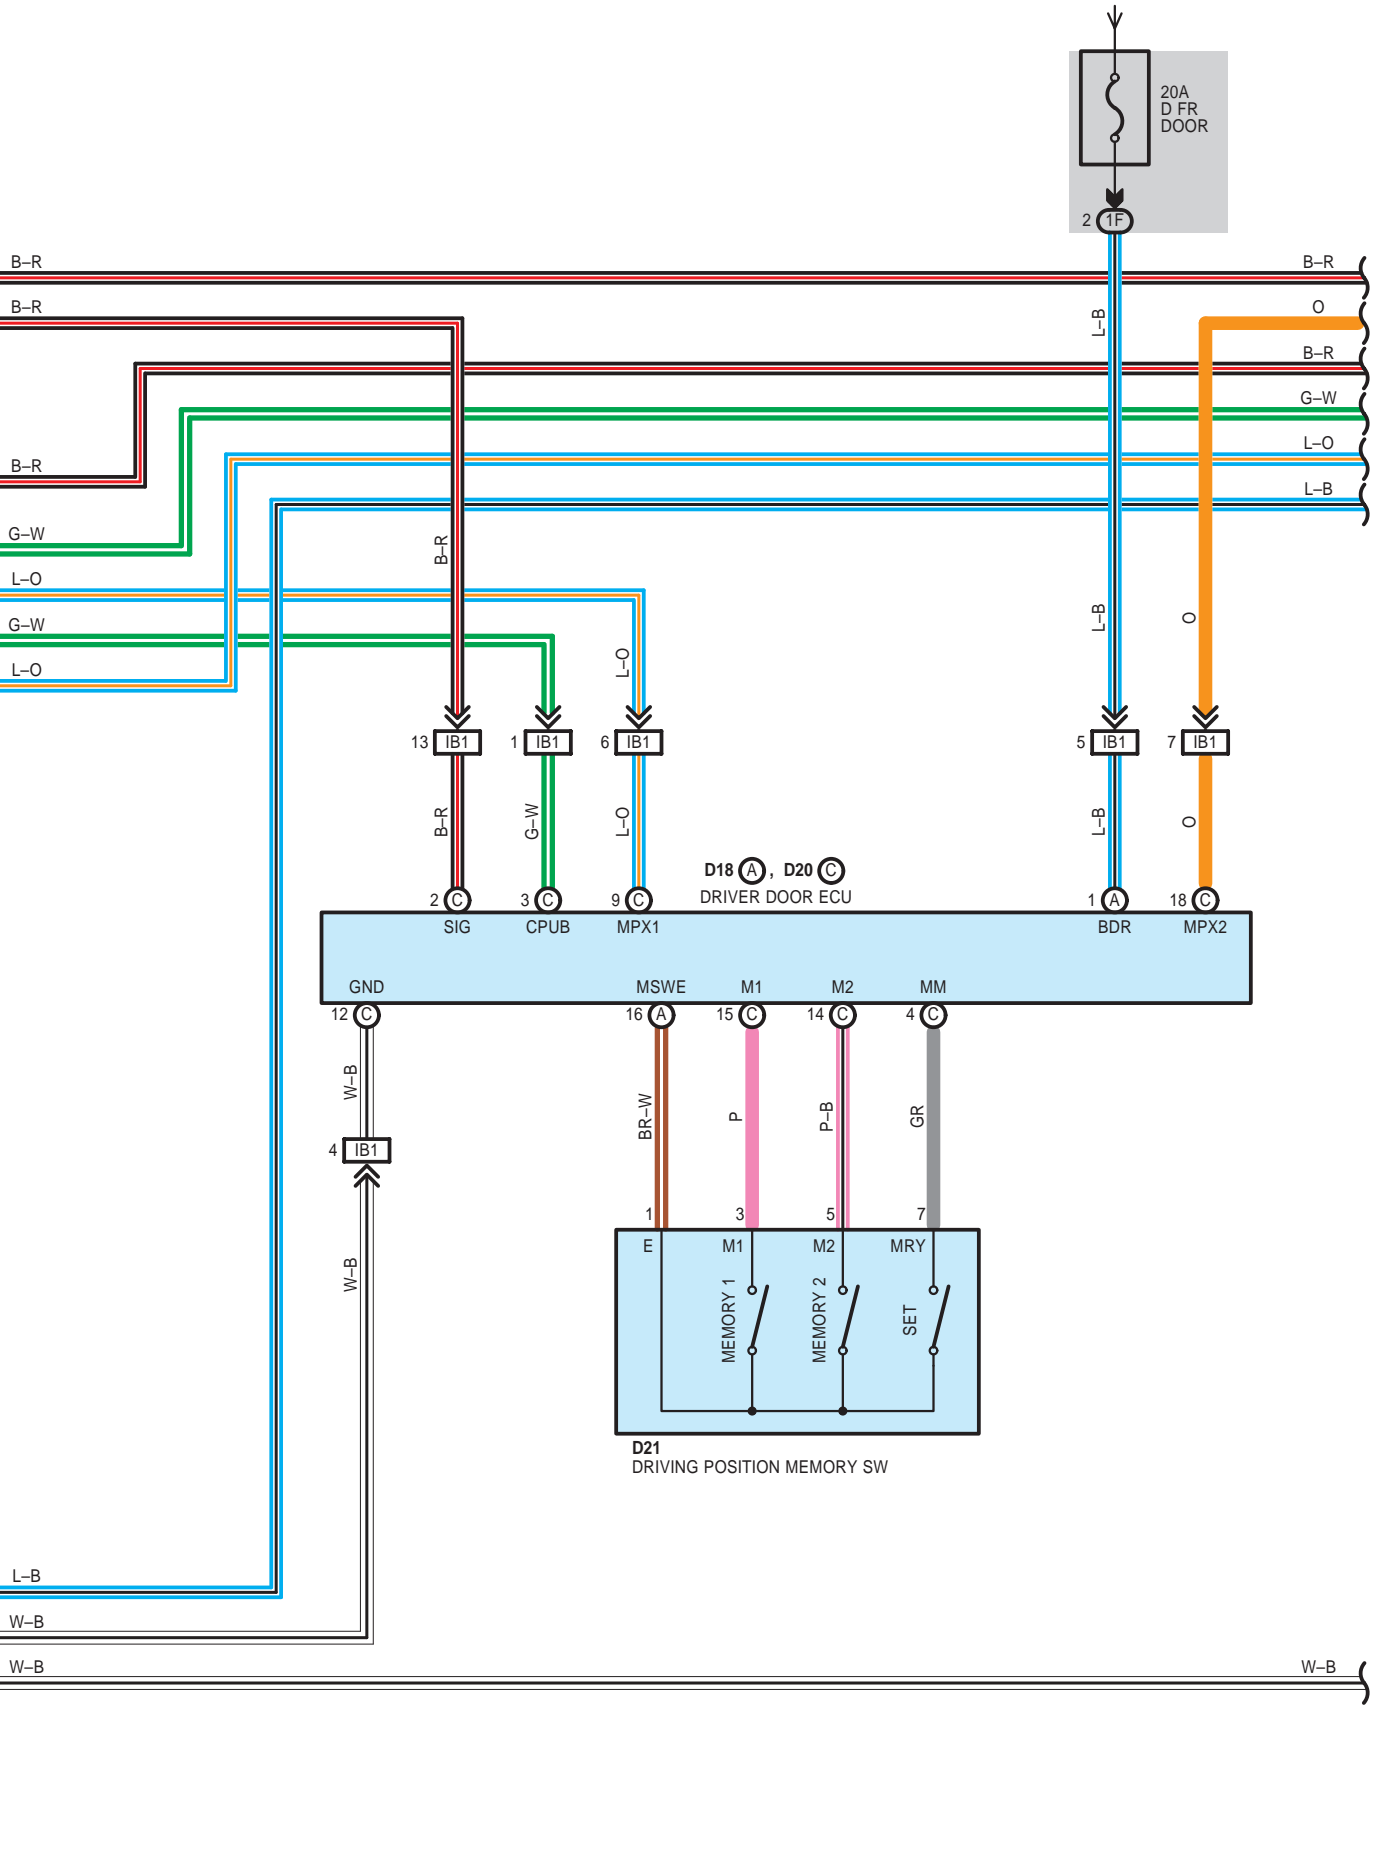 20A
D FR
DOOR
2 1F
B–R B–R
B–R O
L–B
B–R
G–W
L–O
B–R
L–B
G–W
B–R
L–O
L–B O
G–W
L–O
L–O
13 IB1 1 IB1 6 IB1 5 IB1 7 IB1
B–R G–W L–O L–B O
D18 A , D20 C
DRIVER DOOR ECU
2 C 3 C 9 C 1 A 18 C
SIG CPUB MPX1 BDR MPX2
GND MSWE M1 M2 MM
12 C 16 A 15 C 14 C 4 C
W–B BR–W P P–B GR
4 IB1
1 3 5 7
E M1 M2 MRY
W–B
MEMORY 1 MEMORY 2 SET
D21
DRIVING POSITION MEMORY SW
L–B
W–B
W–B W–B